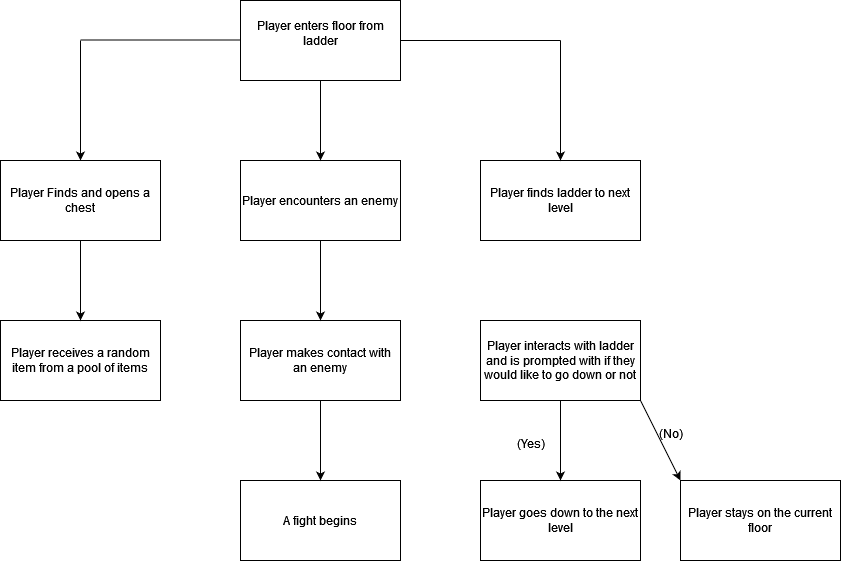 Player enters floor from
ladder
Player Finds and opens a
chest
Player encounters an enemy
Player finds ladder to next
level
Player receives a random
item from a pool of items
Player makes contact with
an enemy
Player interacts with ladder
and is prompted with if they
would like to go down or not
(Yes)
(No)
A fight begins
Player goes down to the next
level
Player stays on the current
floor